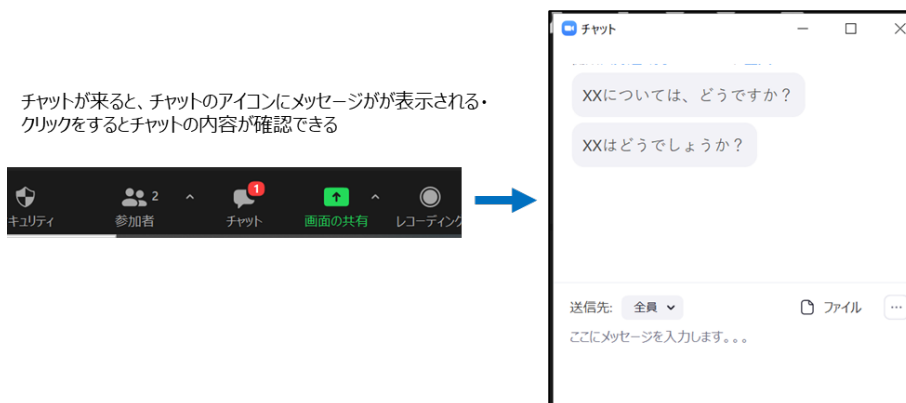 チャットが来ると、チャットのアイコンにメッセージがが表示される・
クリックをするとチャットの内容が確認できる
キュリティ
参加者
2
チャット
1
画面の共有
レコーディング
チャット
XXについては、どうですか？
XXはどうでしょうか？
送信先: 全員
ファイル
ここにメッセージを入力します。。。